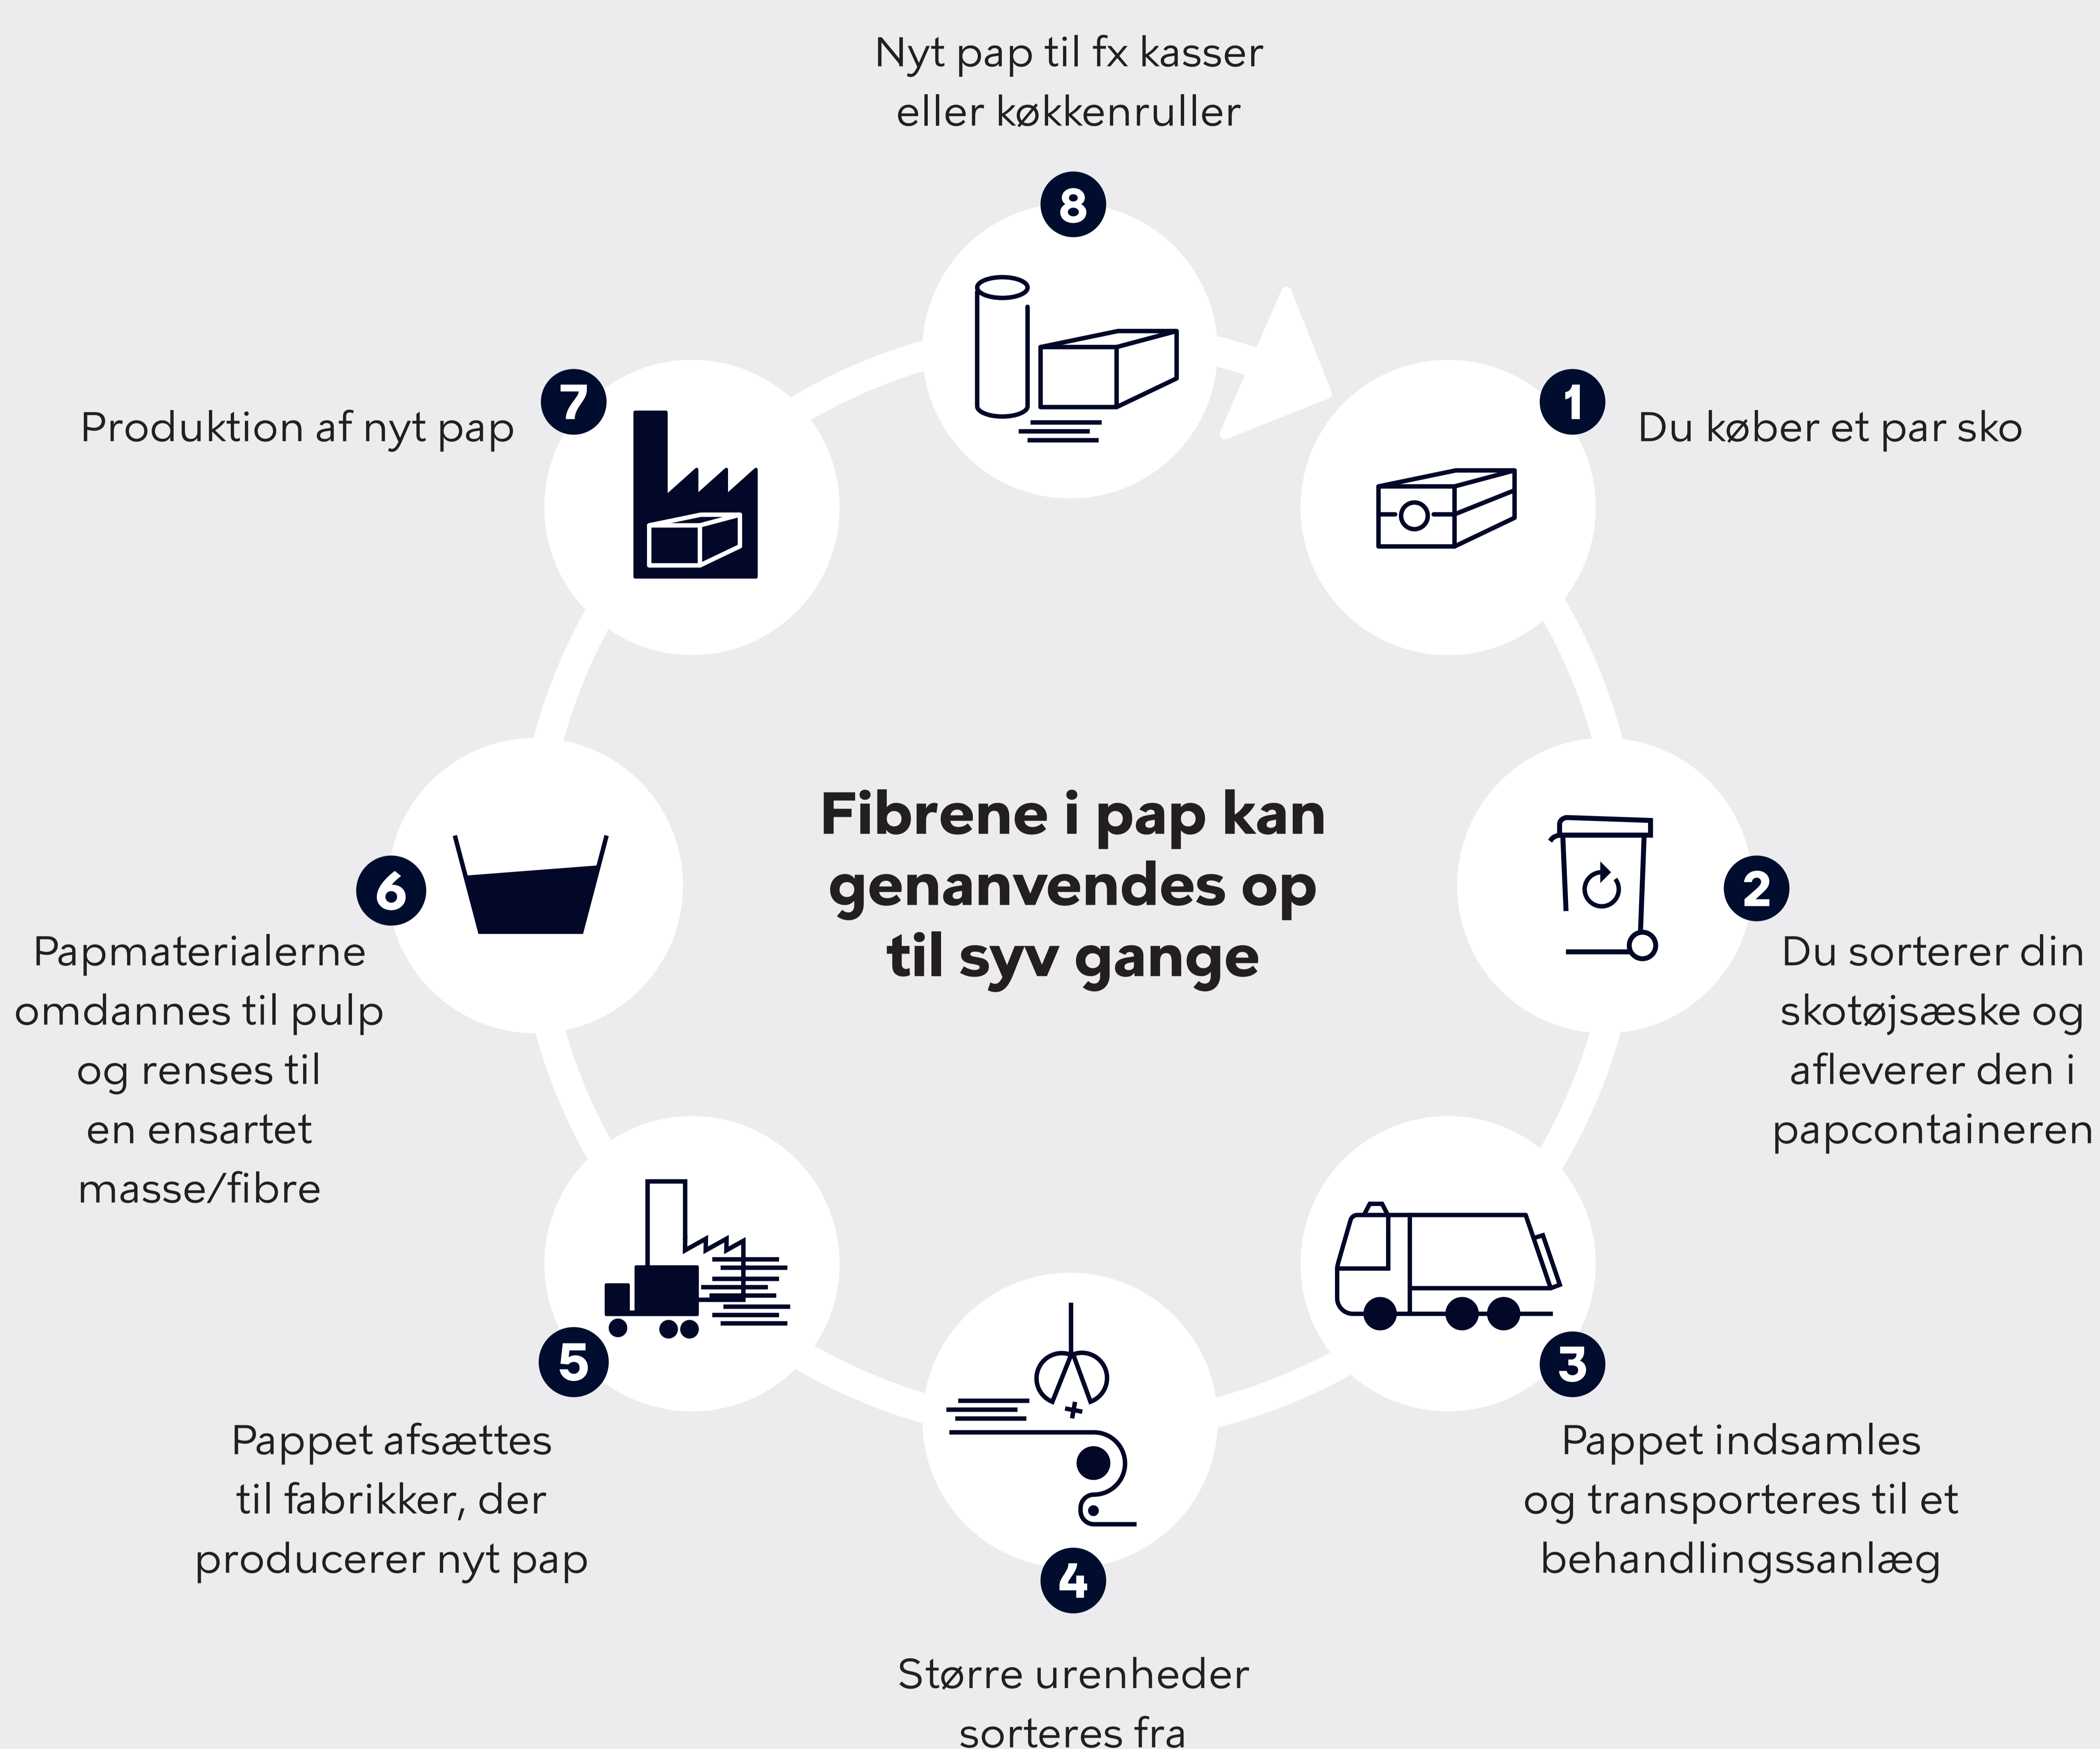 Nyt pap til fx kasser
eller køkkenruller
8
1
Du køber et par sko
2
Du sorterer din
skotøjsæske og
afleverer den i
papcontaineren
3
Pappet indsamles
og transporteres til et
behandlingssanlæg
4
Større urenheder
sorteres fra
5
Pappet afsættes
til fabrikker, der
producerer nyt pap
6
Papmaterialerne
omdannes til pulp
og renses til
en ensartet
masse/fibre
7
Produktion af nyt pap
Fibrene i pap kan
genanvendes op
til syv gange